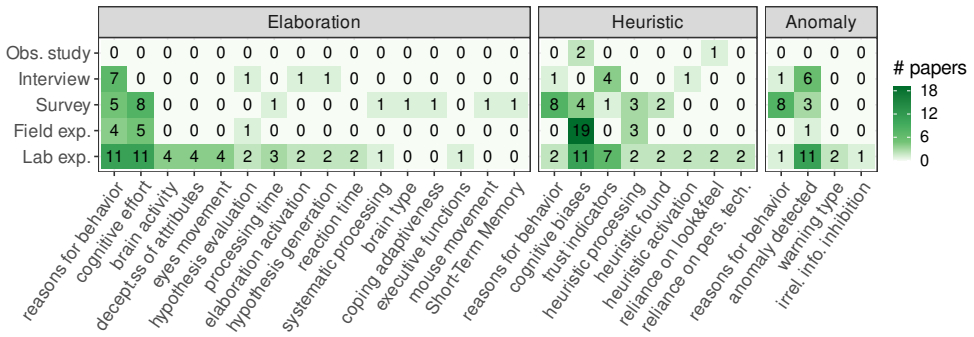 Elaboration Heuristic Anomaly
Obs. study 0 0 0 0 0 0 0 0 0 0 0 0 0 0 0 0 0 2 0 0 0 0 1 0 0 0 0 0
Interview 7 0 0 0 0 1 0 1 1 0 0 0 0 0 0 0 1 0 4 0 0 1 0 0 1 6 0 0
Survey 5 8 0 0 0 0 1 0 0 0 1 1 1 0 1 1 8 4 1 3 2 0 0 0 8 3 0 0
Field exp. 4 5 0 0 0 1 0 0 0 0 0 0 0 0 0 0 0 19 0 3 0 0 0 0 0 1 0 0
Lab exp. 11 11 4 4 4 2 3 2 2 2 1 0 0 1 0 0 2 11 7 2 2 2 2 2 1 11 2 1
reasons for behavior
cognitive effort
brain activity
decept.ss of attributes
eyes movement
hypothesis evaluation
processing time
elaboration activation
hypothesis generation
reaction time
systematic processing
brain type
coping adaptiveness
executive functions
mouse movement
Short-Term Memory
reasons for behavior
cognitive biases
trust indicators
heuristic processing
heuristic found
heuristic activation
reliance on look&feel
reliance on pers. tech.
reasons for behavior
anomaly detected
warning type
irrel. info. inhibition
# papers
18
12
6
0